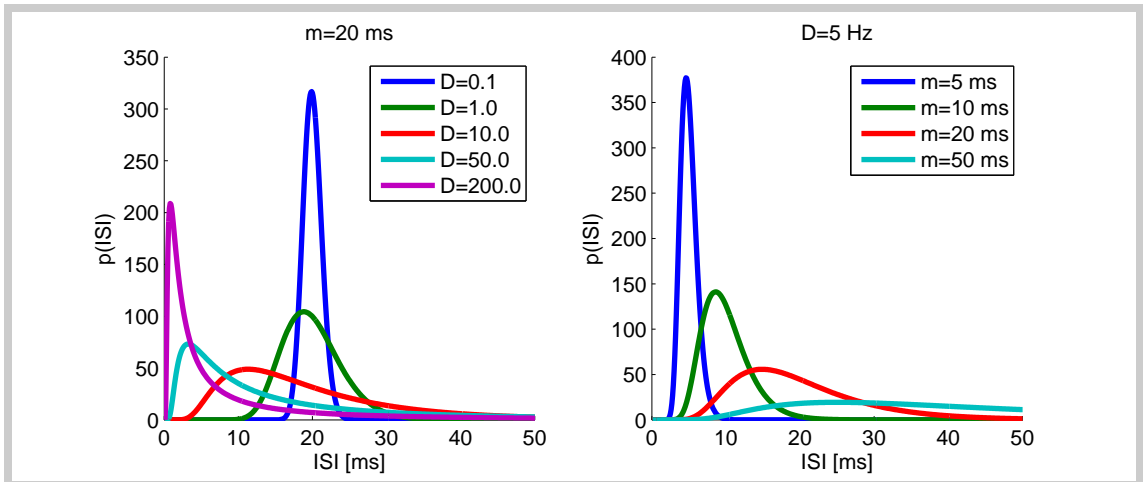 m=20 ms
350
300
250
200
150
100
50
0
p(ISI)
D=0.1
D=1.0
D=10.0
D=50.0
D=200.0
0 10 20 30 40 50
ISI [ms]
D=5 Hz
400
350
300
250
200
150
100
50
0
p(ISI)
m=5 ms
m=10 ms
m=20 ms
m=50 ms
0 10 20 30 40 50
ISI [ms]